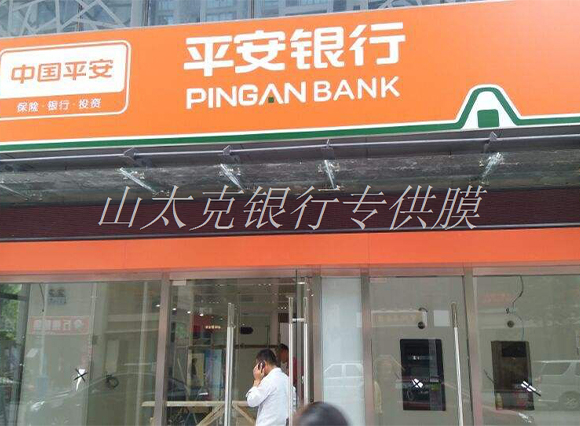 中国平安
保险·银行·投资
平安银行
PINGAN BANK
山太克银行专供膜